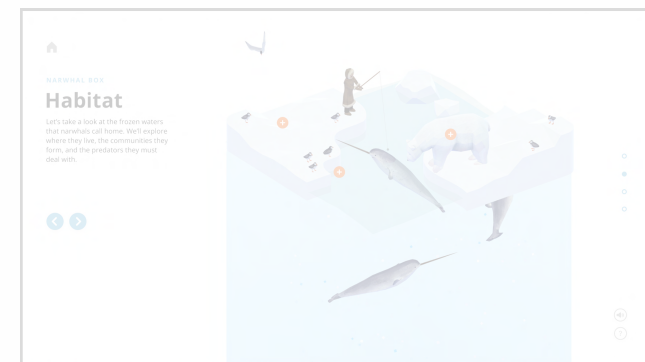 NARWHAL BYO
Habitat
Let's take a look at the frozen waters
that narwhals call home. We'll explore
where they live, the communities they
form, and the predators they must
deal with.